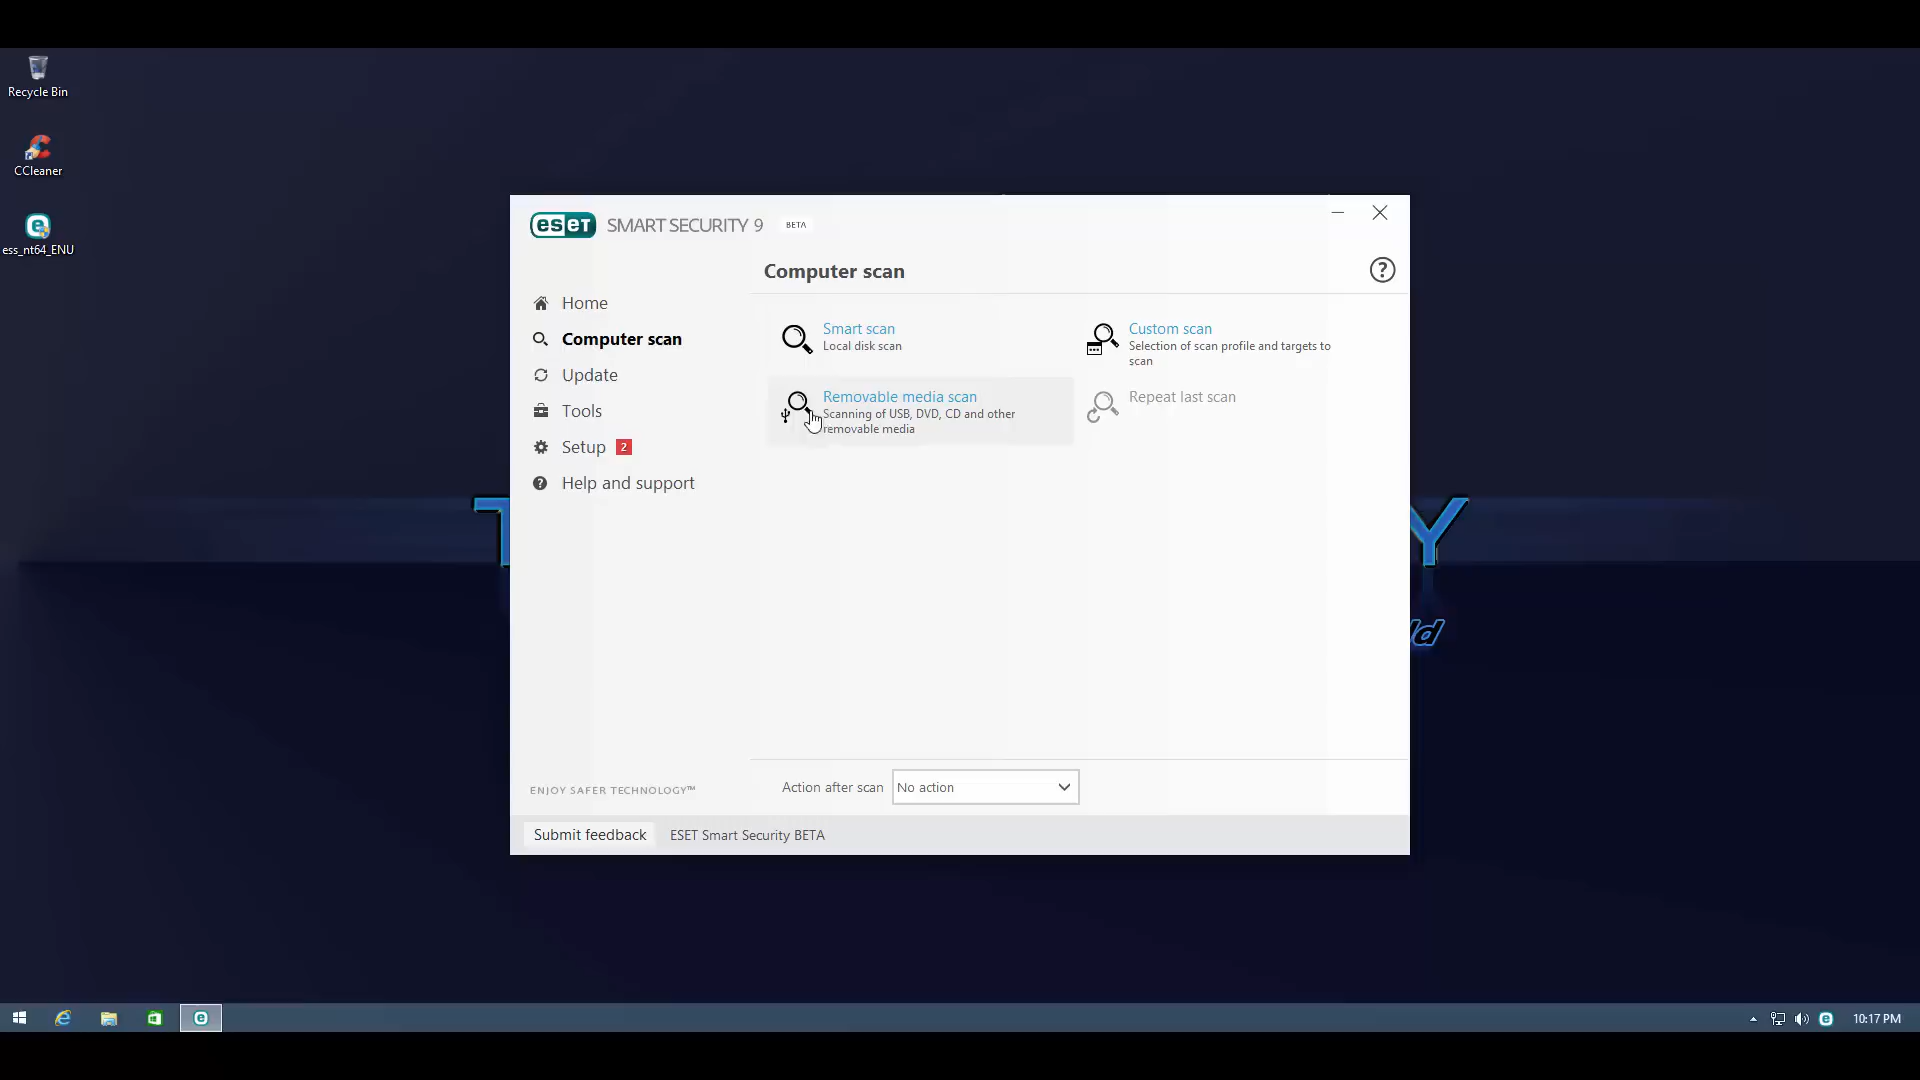 Recycle Bin
CCleaner
ess_nt64_ENU
eseT SMART SECURITY 9 BETA
Computer scan
Home
Computer scan
Update
Tools
Setup 2
Help and support
Smart scan
Local disk scan
Custom scan
Selection of scan profile and targets to
scan
Removable media scan
Scanning of USB, DVD, CD and other
removable media
Repeat last scan
T
Y
ld
ENJOY SAFER TECHNOLOGY™
Action after scan No action
Submit feedback ESET Smart Security BETA
10:17 PM